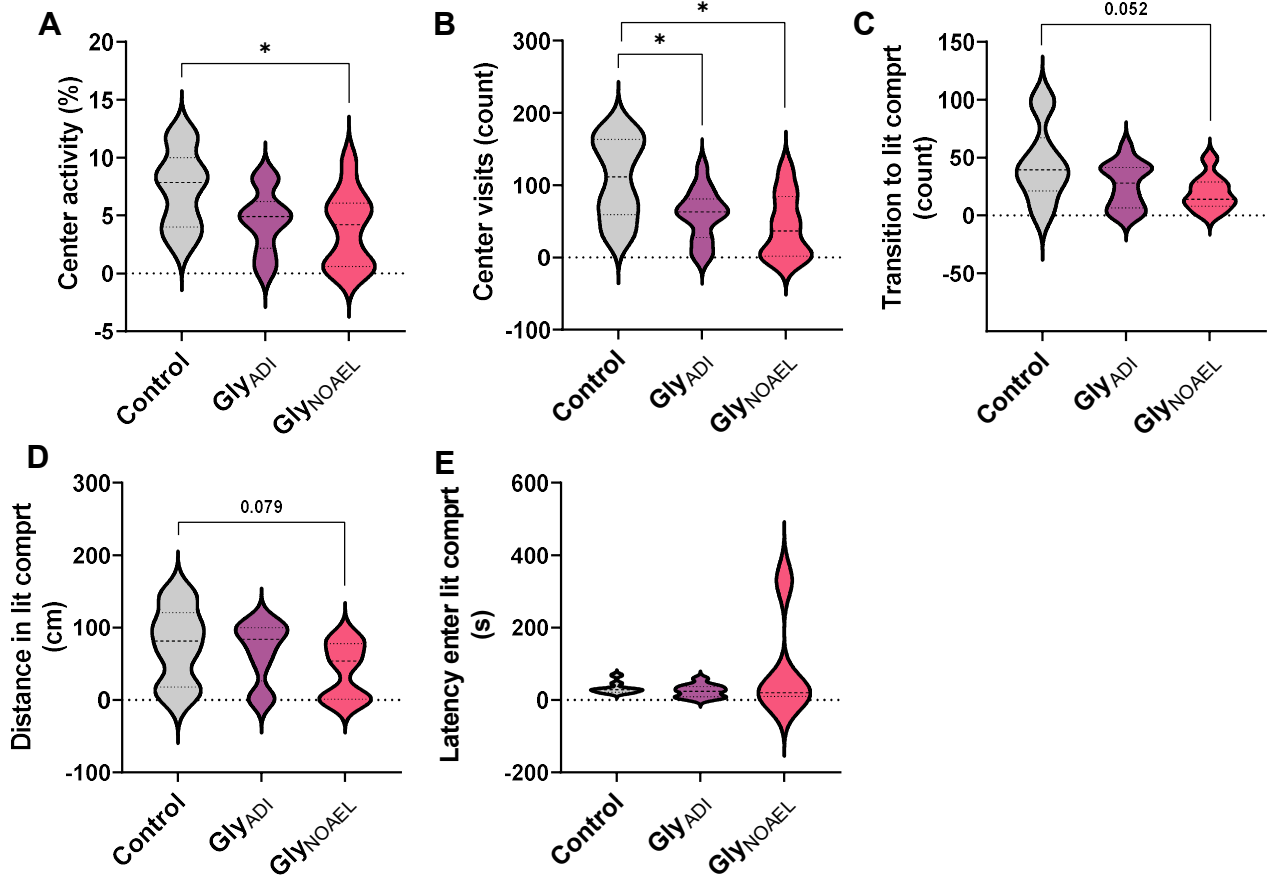 A
Center activity (%)
20
15
10
5
0
-5
*
Control
GlyADI
GlyNOAEL
B
Center visits (count)
300
200
100
0
-100
*
*
Control
GlyADI
GlyNOAEL
C
Transition to lit comprt
(count)
150
100
50
0
-50
0.052
Control
GlyADI
GlyNOAEL
D
Distance in lit comprt
(cm)
300
200
100
0
-100
0.079
Control
GlyADI
GlyNOAEL
E
Latency enter lit comprt
(s)
600
400
200
0
-200
Control
GlyADI
GlyNOAEL